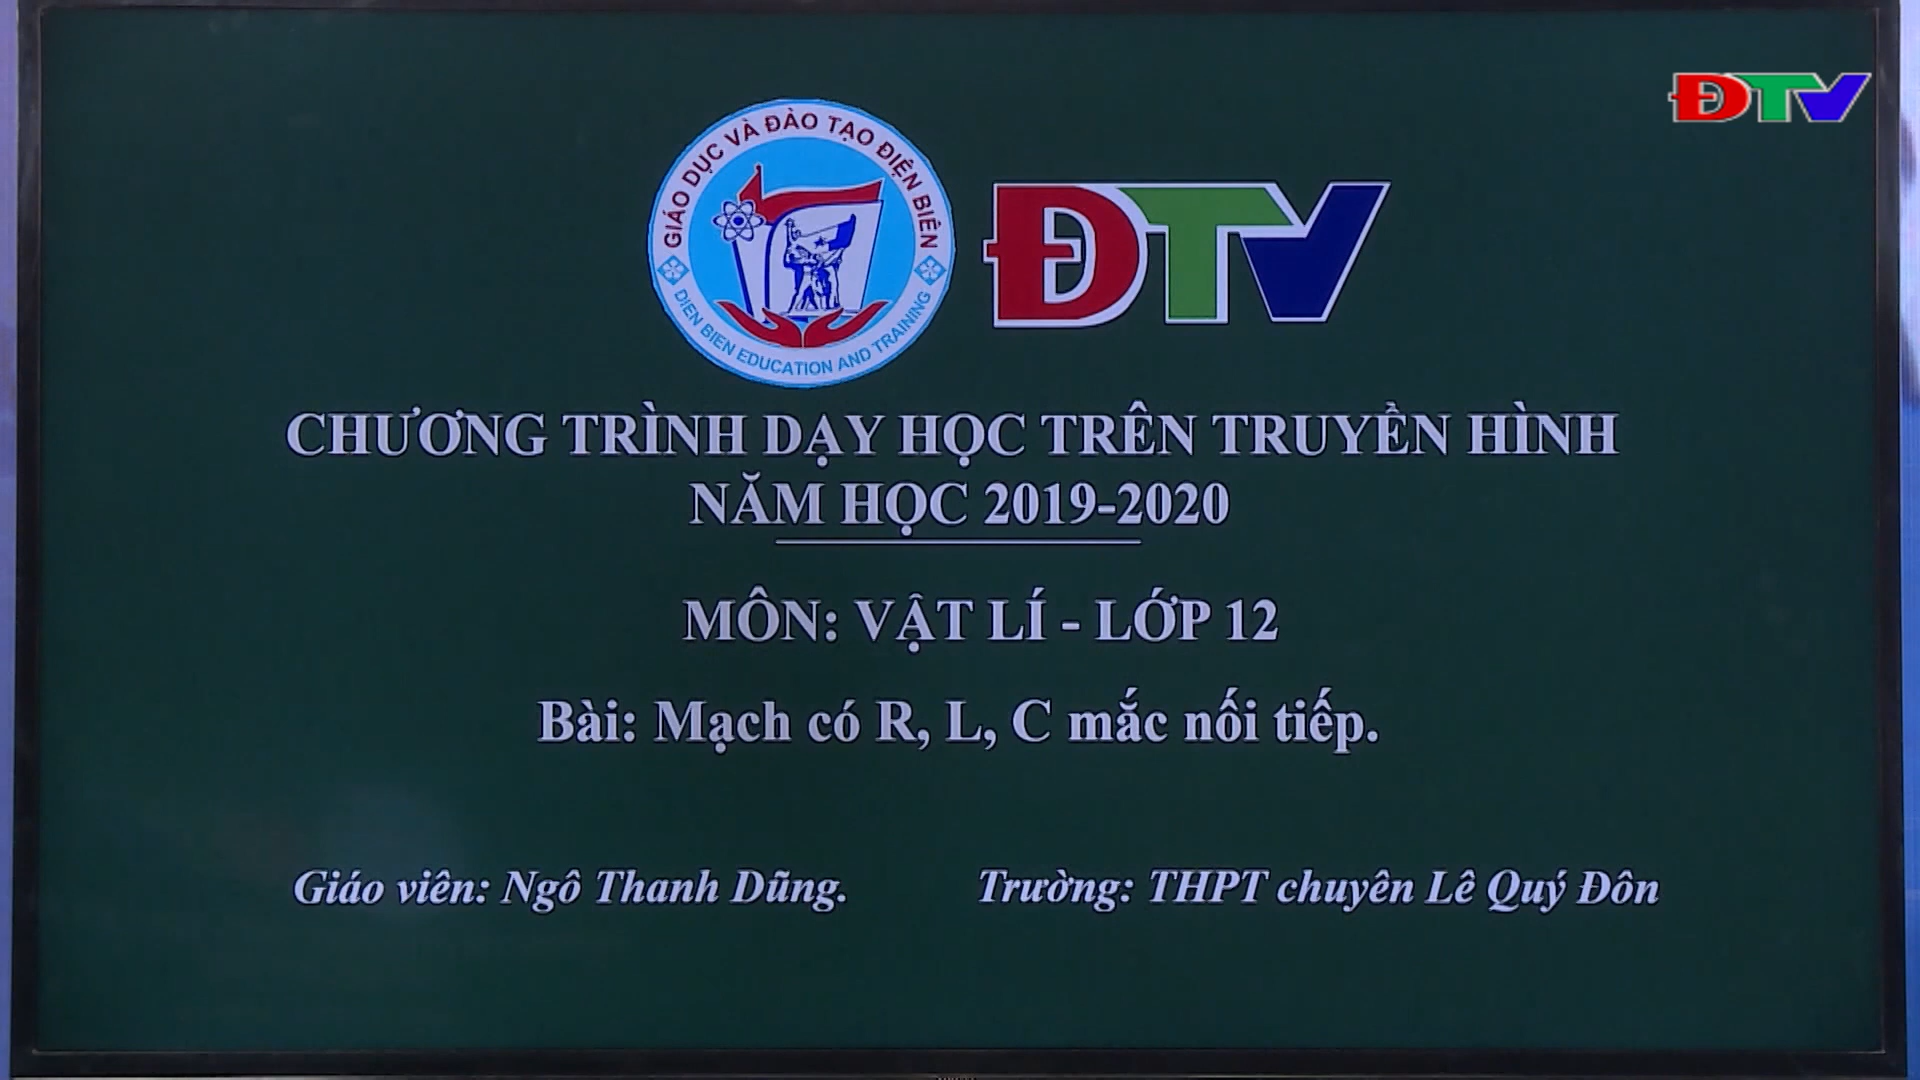 ĐTV
GIÁO DỤC VÀ ĐÀO TẠO ĐIỆN BIÊN
DIEN BIEN EDUCATION AND TRAINING
ĐTV
CHƯƠNG TRÌNH DẠY HỌC TRÊN TRUYỀN HÌNH
NĂM HỌC 2019-2020
MÔN: VẬT LÍ - LỚP 12
Bài: Mạch có R, L, C mắc nối tiếp.
Giáo viên: Ngô Thanh Dũng.
Trường: THPT chuyên Lê Quý Đôn